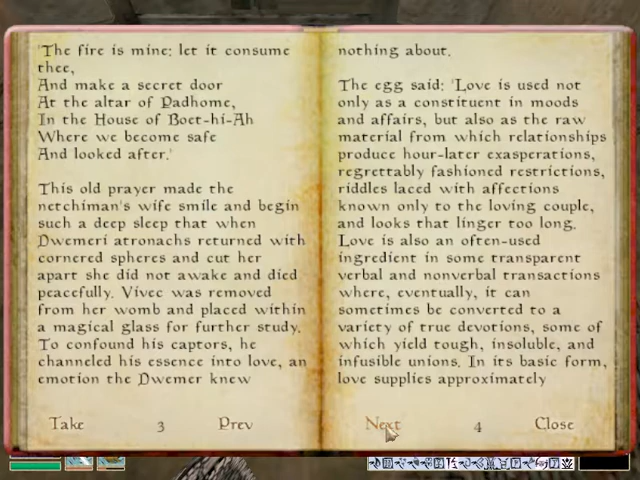 'The fire is mine: let it consume
thee,
And make a secret door
At the altar of Padhome,
In the House of Boet-hi-Ah
Where we become safe
And looked after.'
This old prayer made the
netchiman's wife smile and begin
such a deep sleep that when
Dwemeri atronachs returned with
cornered spheres and cut her
apart she did not awake and died
peacefully. Vivec was removed
from her womb and placed within
a magical glass for further study.
To confound his captors, he
channeled his essence into love, an
emotion the Dwemer knew
nothing about.
The egg said: 'Love is used not
only as a constituent in moods
and affairs, but also as the raw
material from which relationships
produce hour-later exasperations,
regrettably fashioned restrictions,
riddles laced with affections
known only to the loving couple,
and looks that linger too long.
Love is also an often-used
ingredient in some transparent
verbal and nonverbal transactions
where, eventually, it can
sometimes be converted to a
variety of true devotions, some of
which yield tough, insoluble, and
infusible unions. In its basic form,
love supplies approximately
Take 3 Prev Next 4 Close